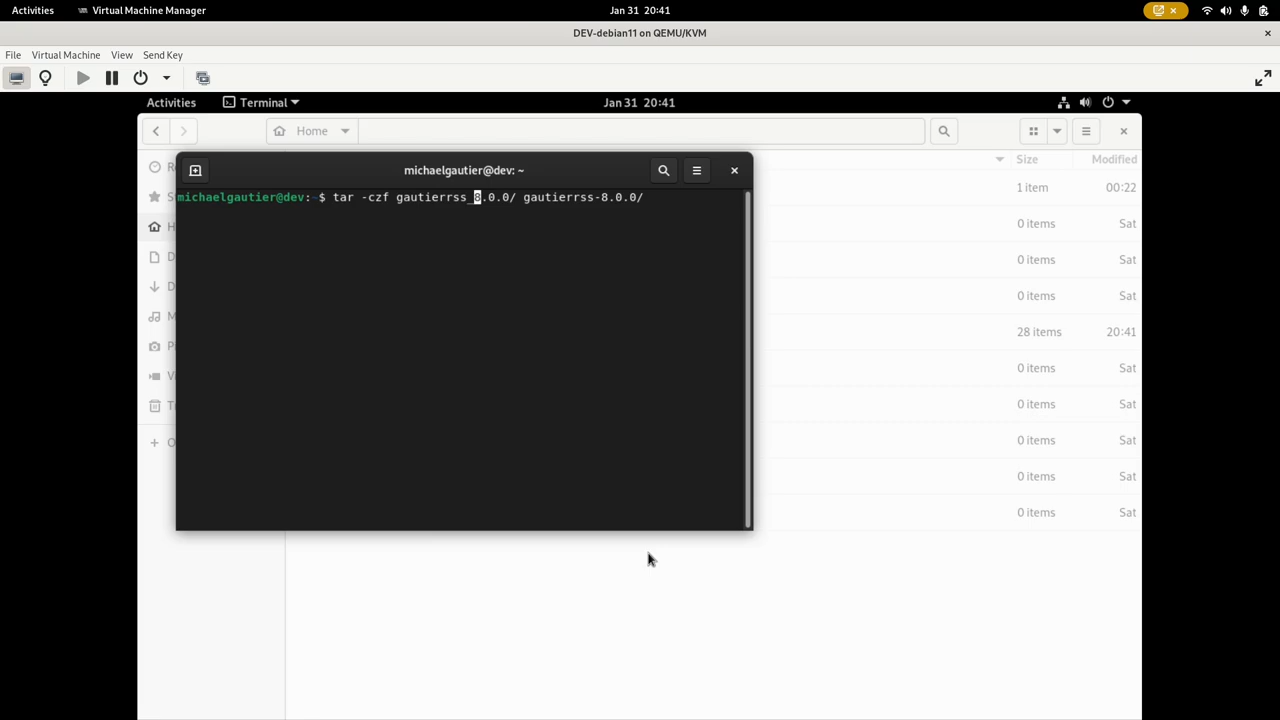 Activities Virtual Machine Manager Jan 31 20:41
DEV-debian11 on QEMU/KVM
File Virtual Machine View Send Key
Activities Terminal Jan 31 20:41
Home
michaelgautier@dev: ~
michaelgautier@dev:~$ tar -czf gautierrss_8.0.0/ gautierrss-8.0.0/
Size Modified
1 item 00:22
0 items Sat
0 items Sat
0 items Sat
28 items 20:41
0 items Sat
0 items Sat
0 items Sat
0 items Sat
0 items Sat